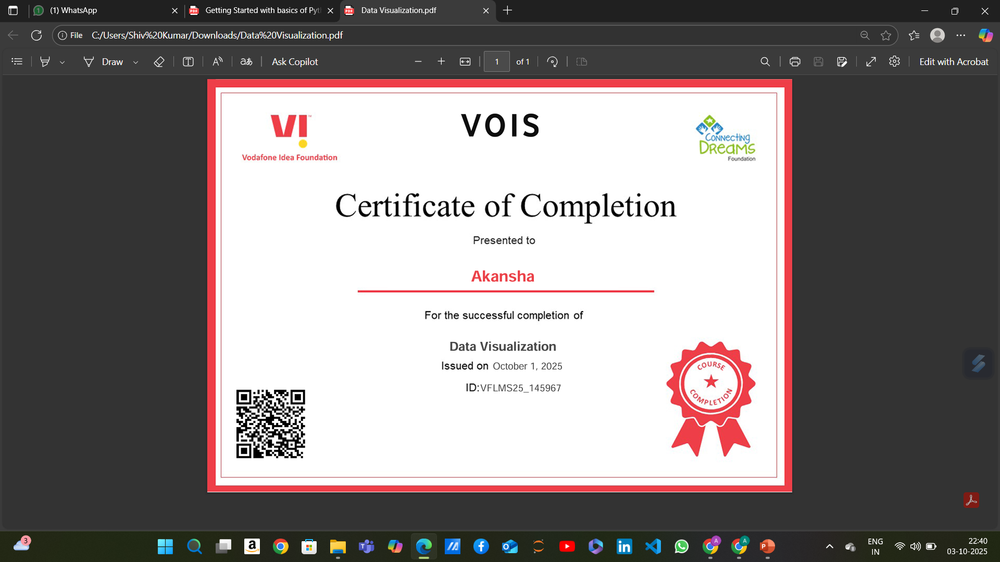 (1) WhatsApp
Getting Started with basics of Pyt
Data Visualization.pdf
File
C:/Users/Shiv%20Kumar/Downloads/Data%20Visualization.pdf
Draw
Ask Copilot
1
of 1
Edit with Acrobat
VI™
Vodafone Idea Foundation
VOIS
Connecting
Dreams
Foundation
Certificate of Completion
Presented to
Akansha
For the successful completion of
Data Visualization
Issued on October 1, 2025
ID:VFLMS25_145967
COURSE
COMPLETION
3
ENG
IN
22:40
03-10-2025